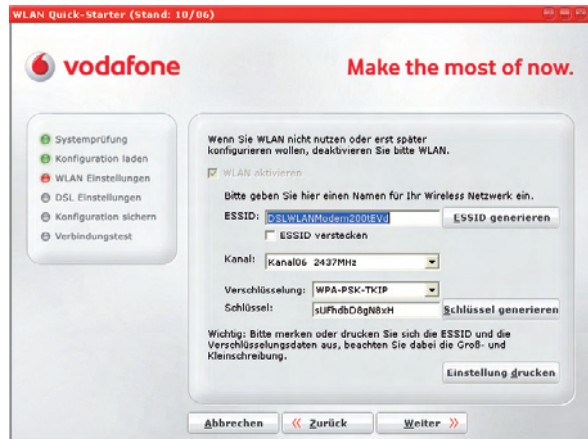 WLAN Quick-Starter (Stand: 10/06)
vodafone
Make the most of now.
Systemprüfung
Konfiguration laden
WLAN Einstellungen
DSL Einstellungen
Konfiguration sichern
Verbindungstest
Wenn Sie WLAN nicht nutzen oder erst später
konfigurieren wollen, deaktivieren Sie bitte WLAN.
WLAN aktivieren
Bitte geben Sie hier einen Namen für Ihr Wireless Netzwerk ein.
ESSID: DSLWLANModem200tEVd ESSID generieren
ESSID verstecken
Kanal: Kanal06 2437MHz
Verschlüsselung: WPA-PSK-TKIP
Schlüssel: sUFhdbD8gN8xH Schlüssel generieren
Wichtig: Bitte merken oder drucken Sie sich die ESSID und die
Verschlüsselungsdaten aus, beachten Sie dabei die Groß- und
Kleinschreibung.
Einstellung drucken
Abbrechen Zurück Weiter